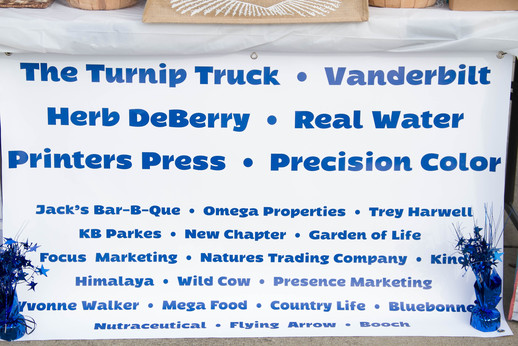 The Turnip Truck • Vanderbilt
Herb DeBerry • Real Water
Printers Press • Precision Color
Jack's Bar-B-Que • Omega Properties • Trey Harwell
KB Parkes • New Chapter • Garden of Life
Focus Marketing • Natures Trading Company •
Himalaya • Wild Cow • Presence Marketing
Yvonne Walker • Mega Food • Country Life •
Nutraceutical • Flying Arrow • Booch